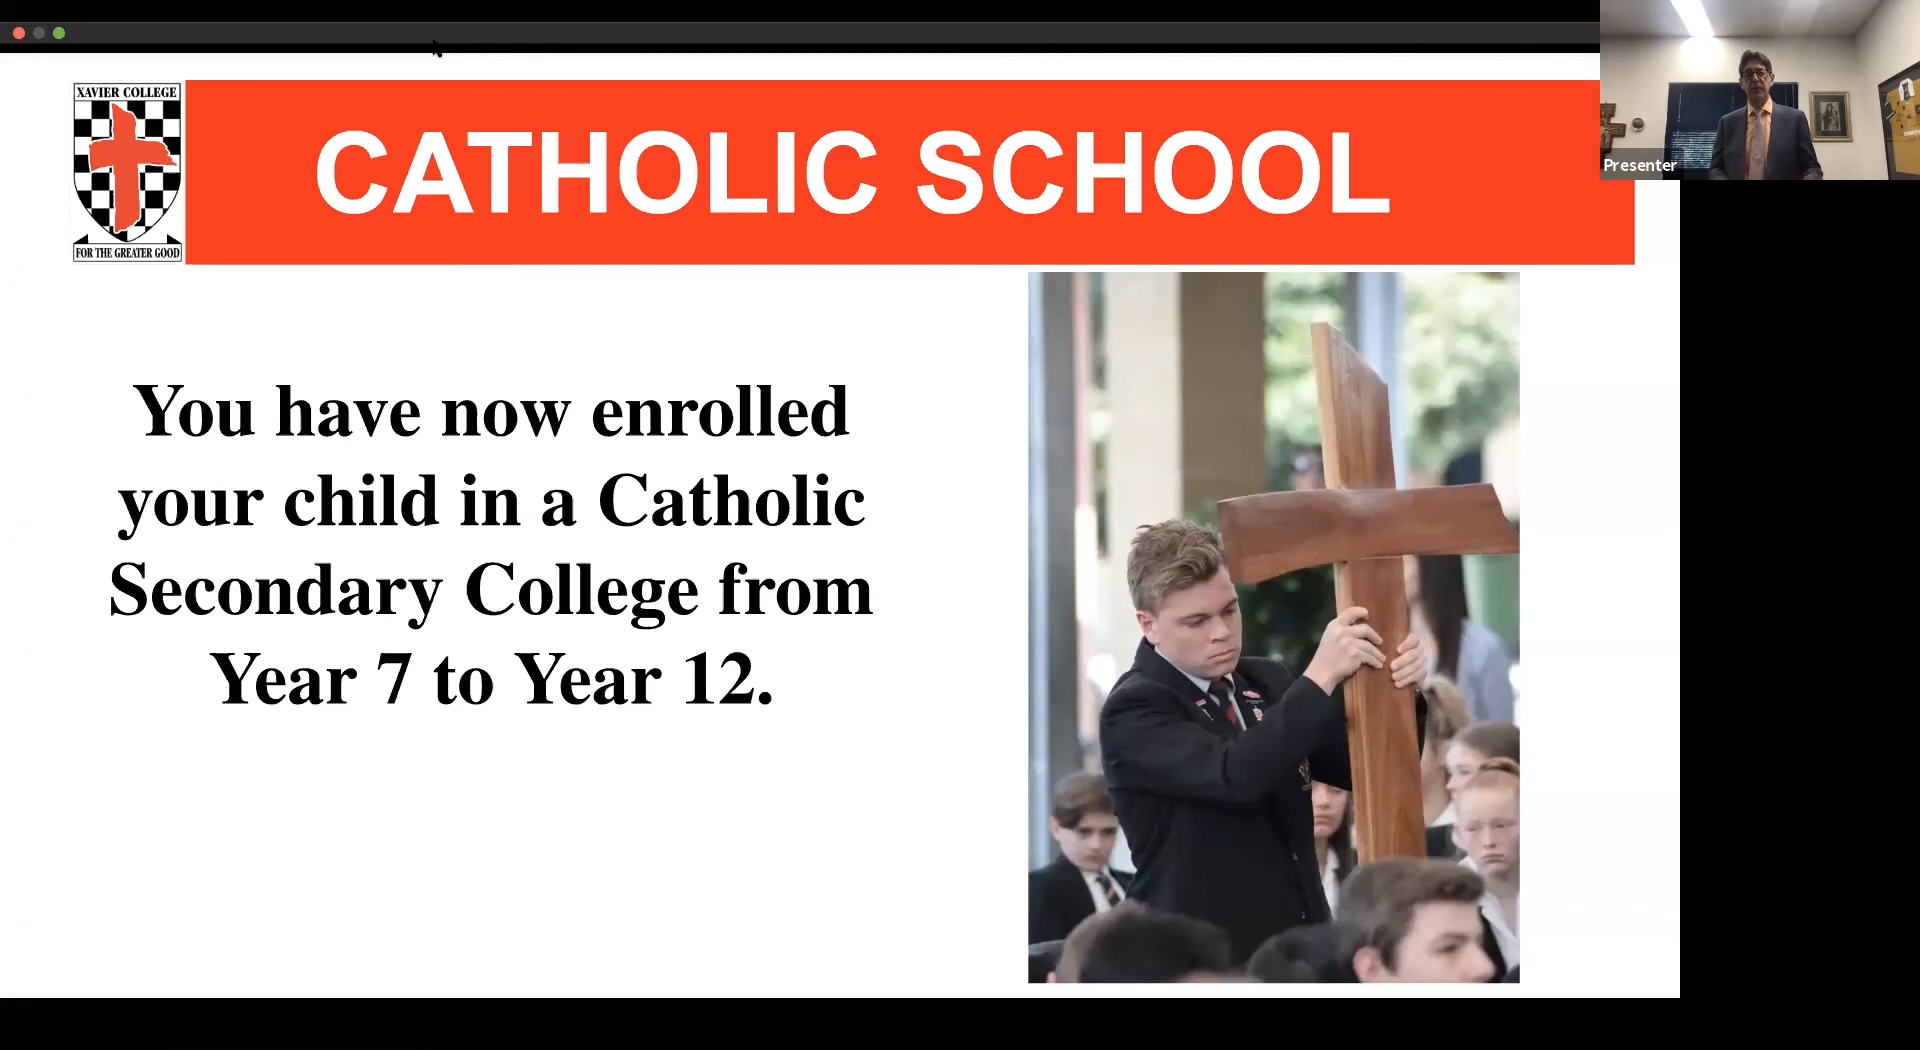 XAVIER COLLEGE
FOR THE GREATER GOOD
CATHOLIC SCHOOL
Presenter
You have now enrolled
your child in a Catholic
Secondary College from
Year 7 to Year 12.